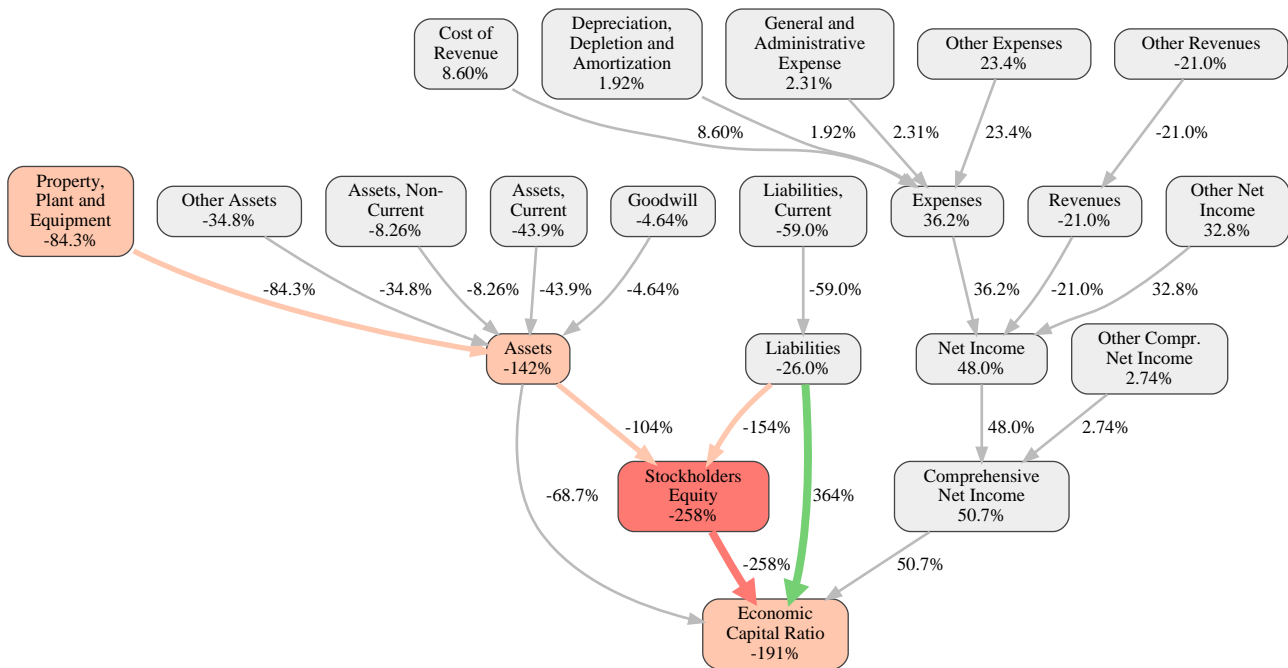 Cost of
Revenue
8.60%
Depreciation,
Depletion and
Amortization
1.92%
General and
Administrative
Expense
2.31%
Other Expenses
23.4%
Other Revenues
-21.0%
8.60%
1.92%
2.31%
23.4%
-21.0%
Property,
Plant and
Equipment
-84.3%
Other Assets
-34.8%
Assets, Non-
Current
-8.26%
Assets,
Current
-43.9%
Goodwill
-4.64%
Liabilities,
Current
-59.0%
Expenses
36.2%
Revenues
-21.0%
Other Net
Income
32.8%
-84.3%
-34.8%
-8.26%
-43.9%
-4.64%
-59.0%
36.2%
-21.0%
32.8%
Assets
-142%
Liabilities
-26.0%
Net Income
48.0%
Other Compr.
Net Income
2.74%
-104%
-154%
48.0%
2.74%
-68.7%
Stockholders
Equity
-258%
364%
Comprehensive
Net Income
50.7%
-258%
50.7%
Economic
Capital Ratio
-191%